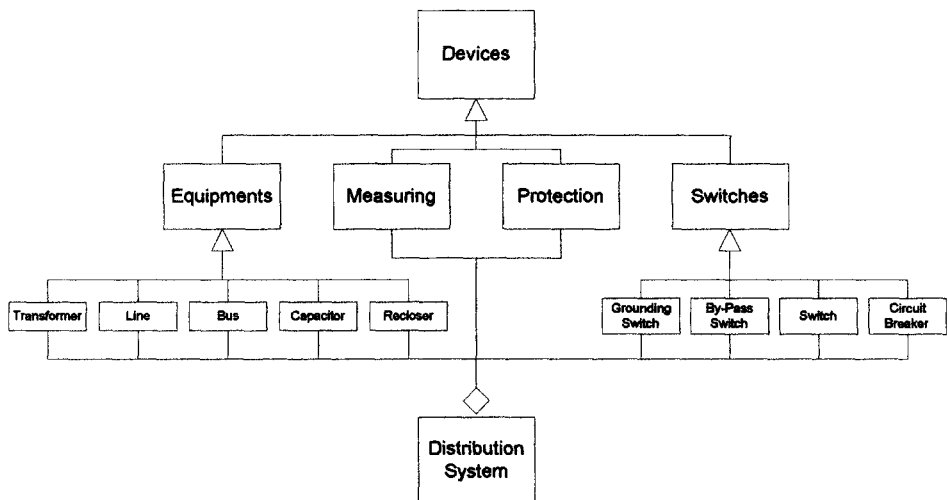 Devices
Equipments
Measuring
Protection
Switches
Transformer
Line
Bus
Capacitor
Recloser
Grounding
Switch
By-Pass
Switch
Switch
Circuit
Breaker
Distribution
System